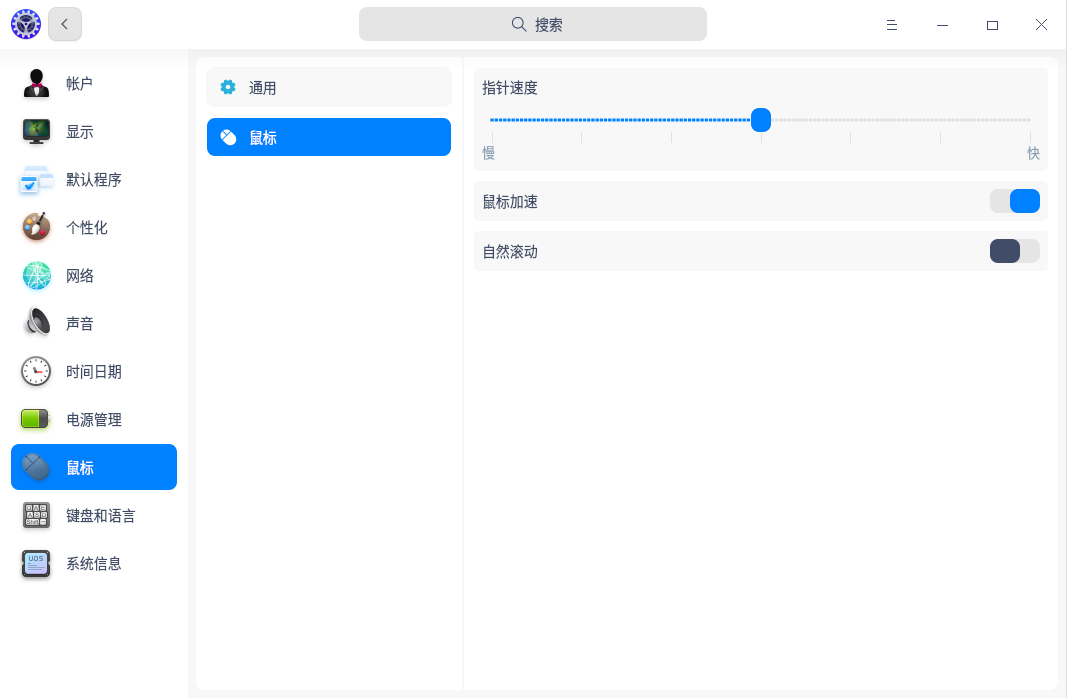 搜索
帐户
显示
默认程序
个性化
网络
声音
时间日期
电源管理
鼠标
键盘和语言
UOS
系统信息
通用
鼠标
指针速度
慢
快
鼠标加速
自然滚动